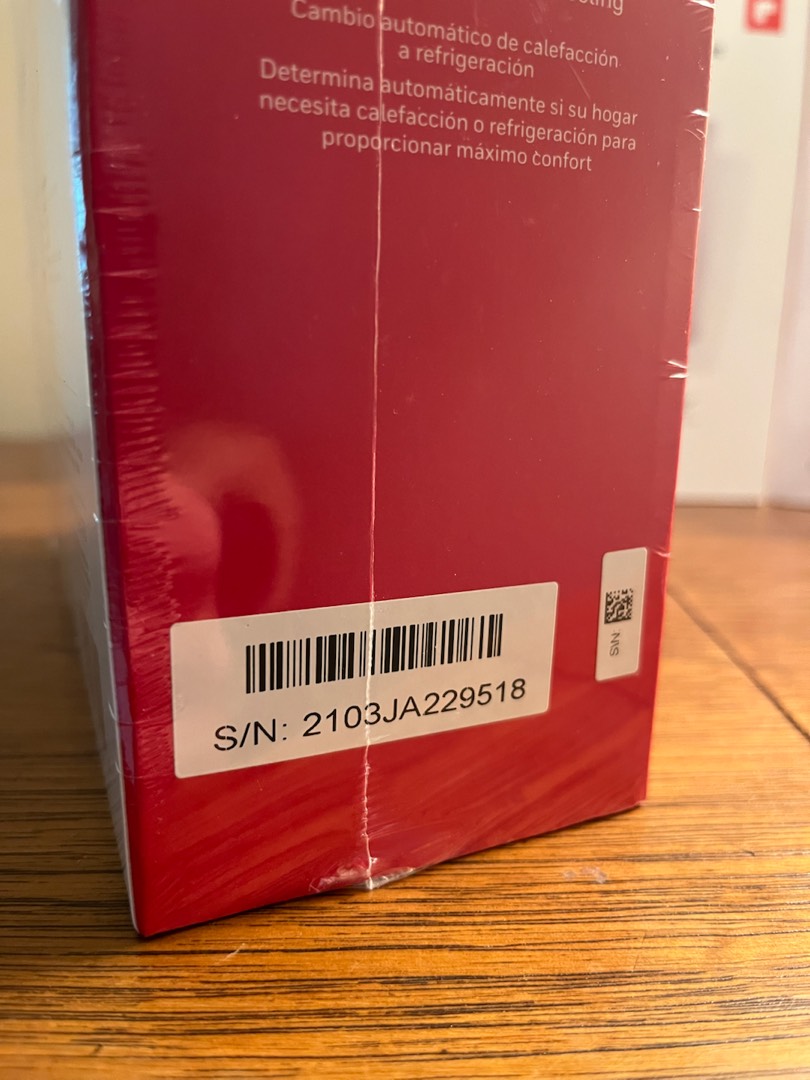 Cambio automático de calefacción
a refrigeración
Determina automáticamente si su hogar
necesita calefacción o refrigeración para
proporcionar máximo confort
S/N: 2103JA229518
S/N: